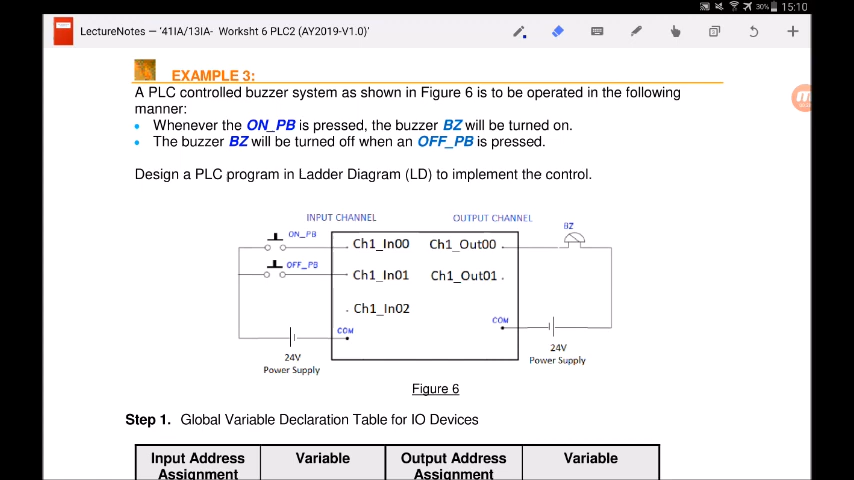 30% 15:10
LectureNotes — '41IA/13IA- Worksht 6 PLC2 (AY2019-V1.0)'
EXAMPLE 3:
A PLC controlled buzzer system as shown in Figure 6 is to be operated in the following
manner:
• Whenever the ON_PB is pressed, the buzzer BZ will be turned on.
• The buzzer BZ will be turned off when an OFF_PB is pressed.
Design a PLC program in Ladder Diagram (LD) to implement the control.
INPUT CHANNEL OUTPUT CHANNEL
BZ
ON_PB
Ch1_In00 Ch1_Out00
OFF_PB
Ch1_In01 Ch1_Out01
Ch1_In02
COM COM
24V
Power Supply
24V
Power Supply
Figure 6
Step 1. Global Variable Declaration Table for IO Devices
Input Address Variable Output Address Variable
Assignment Assignment